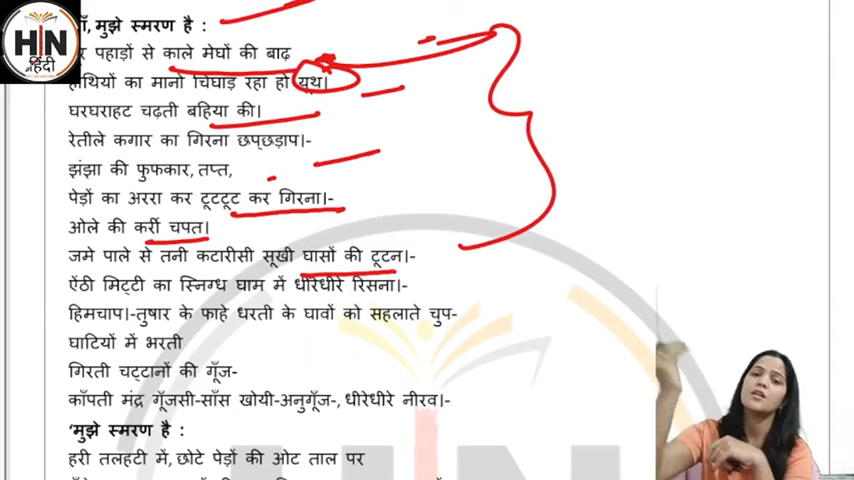 HIN
हिंदी
मुझे स्मरण है :
पहाड़ों से काले मेघों की बाढ़
हाथियों का मानो चिंघाड़ रहा हो यूथ।
घरघराहट चढ़ती बहिया की।
रेतीले कगार का गिरना छप्छड़ाप।-
झंझा की फुफकार, तप्त,
पेड़ों का अररा कर टूटटूट कर गिरना।-
ओले की कर्री चपत।
जमे पाले से तनी कटारीसी सूखी घासों की टूटन।-
ऐंठी मिट्टी का स्निग्ध घाम में धीरेधीरे रिसना।-
हिमचाप।-तुषार के फाहे धरती के घावों को सहलाते चुप-
घाटियों में भरती
गिरती चट्टानों की गूँज-
काँपती मंद्र गूँजसी-साँस खोयी-अनुगूँज-, धीरेधीरे नीरव।-
‘मुझे स्मरण है :
हरी तलहटी में, छोटे पेड़ों की ओट ताल पर